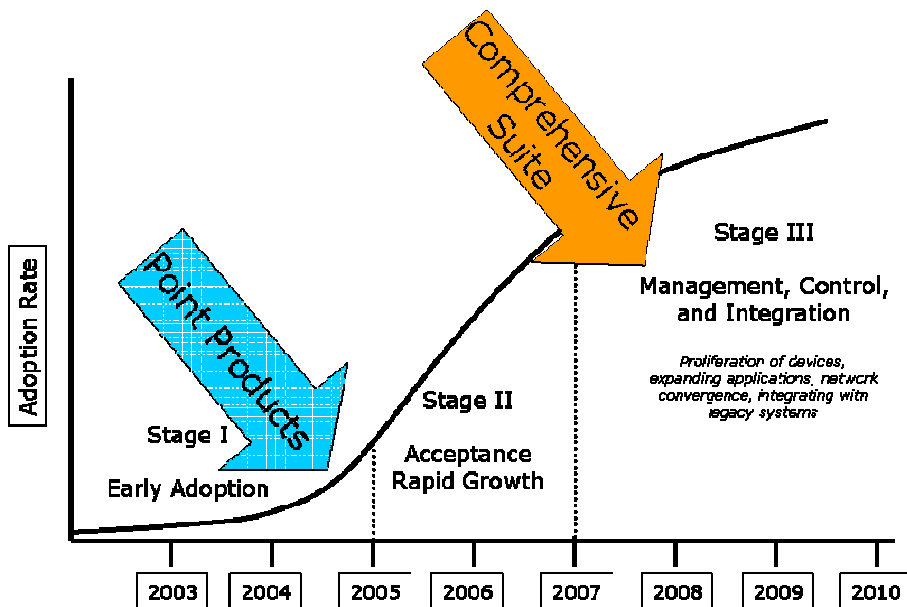 Comprehensive
Suite
Point Products
Adoption Rate
Stage I
Early Adoption
Stage II
Acceptance
Rapid Growth
Stage III
Management, Control,
and Integration
Proliferation of devices,
expanding applications, network
convergence, integrating with
legacy systems
2003
2004
2005
2006
2007
2008
2009
2010